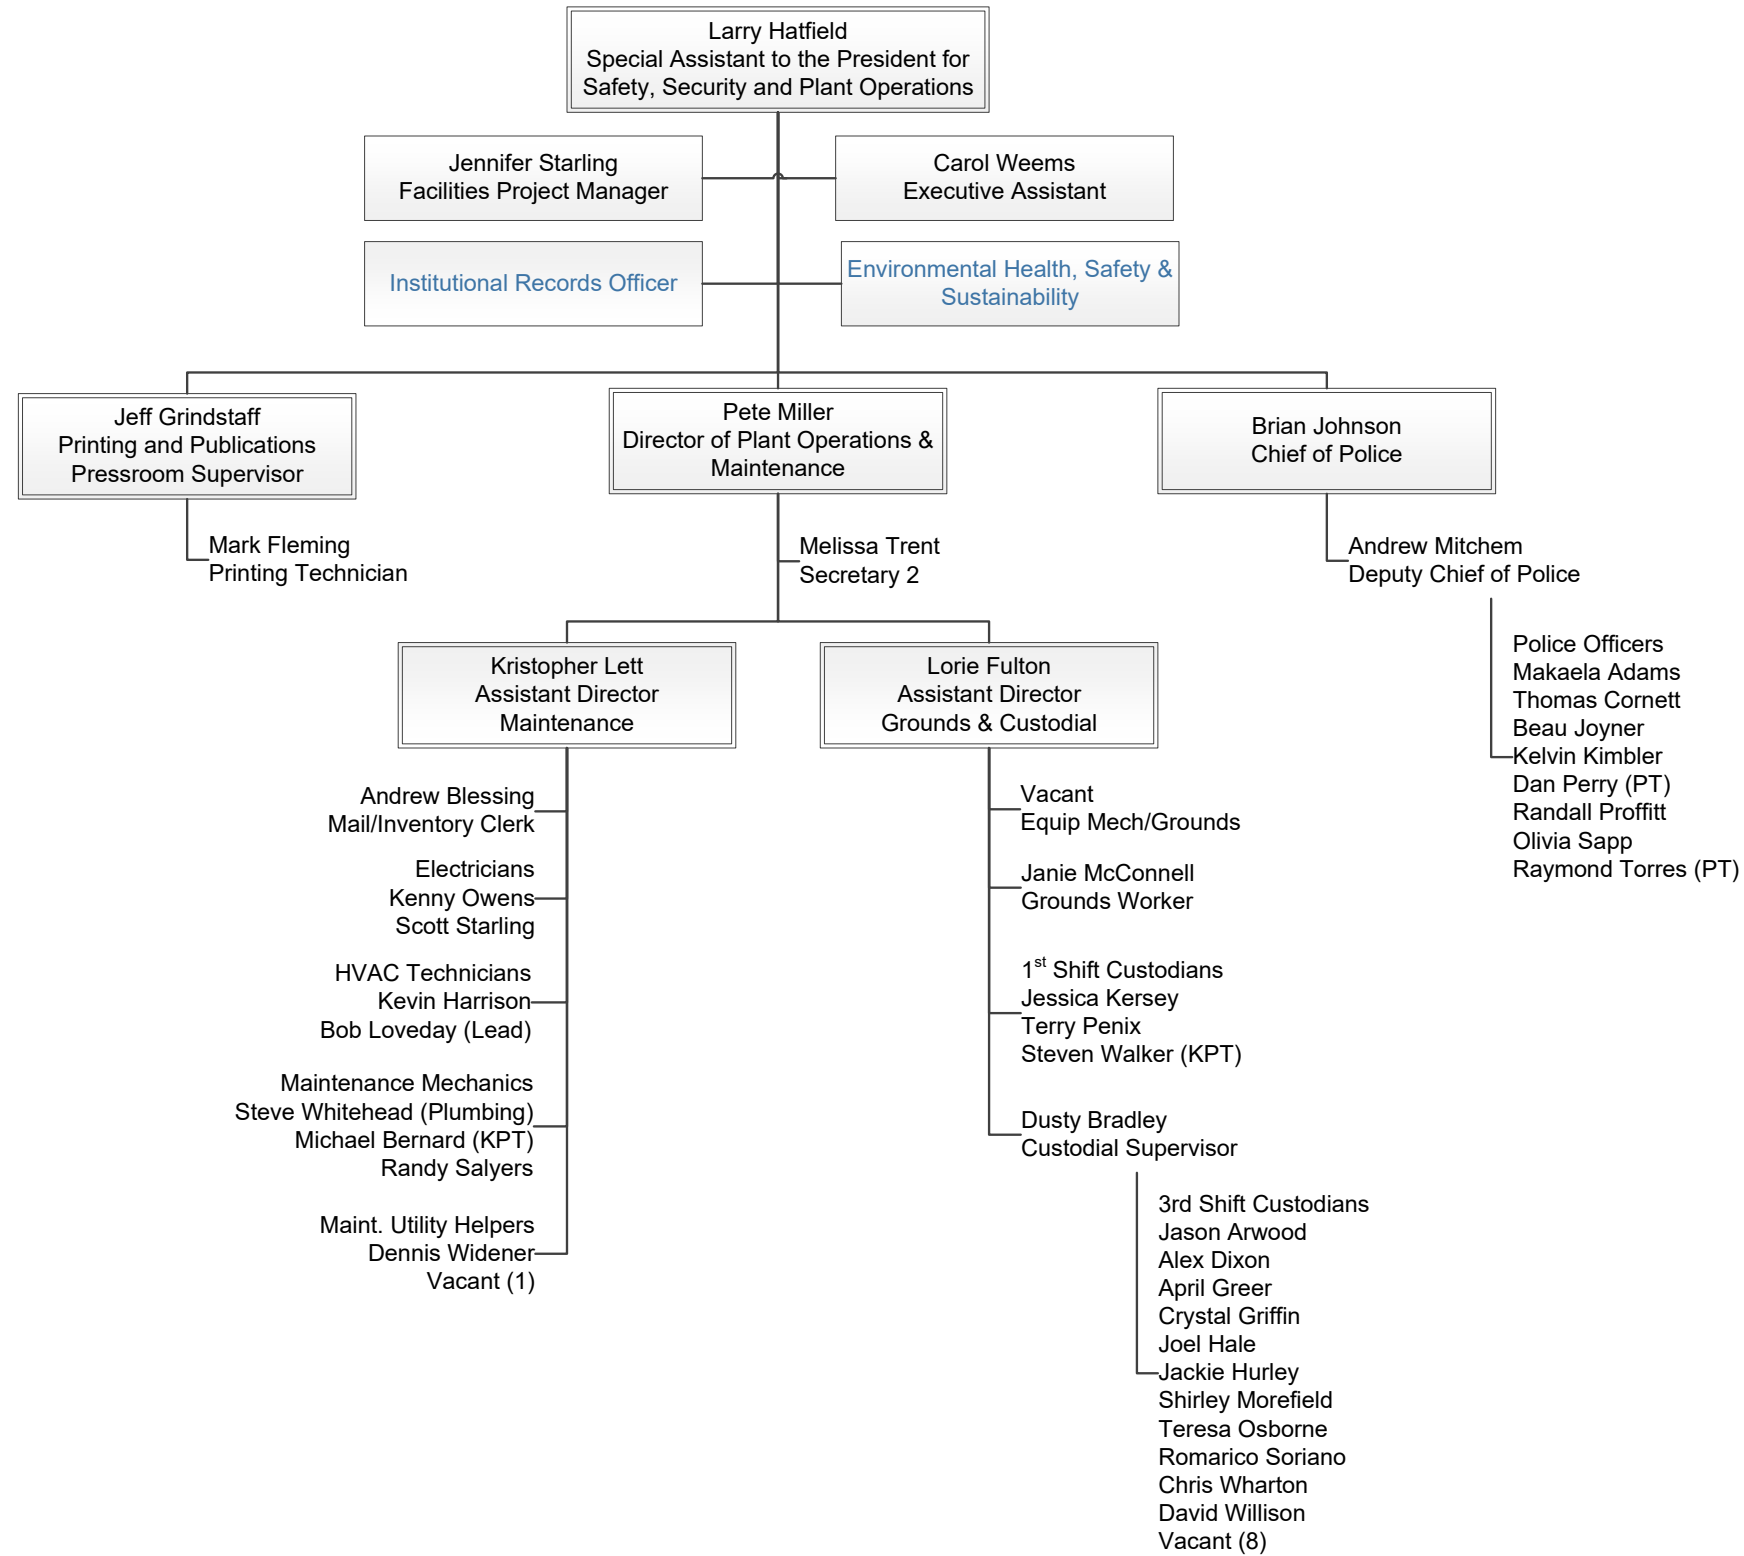 Larry Hatfield
Special Assistant to the President for
Safety, Security and Plant Operations
Jennifer Starling
Facilities Project Manager
Carol Weems
Executive Assistant
Institutional Records Officer
Environmental Health, Safety &
Sustainability
Jeff Grindstaff
Printing and Publications
Pressroom Supervisor
Pete Miller
Director of Plant Operations &
Maintenance
Brian Johnson
Chief of Police
Mark Fleming
Printing Technician
Melissa Trent
Secretary 2
Andrew Mitchem
Deputy Chief of Police
Police Officers
Makaela Adams
Thomas Cornett
Beau Joyner
Kelvin Kimbler
Dan Perry (PT)
Randall Proffitt
Olivia Sapp
Raymond Torres (PT)
Kristopher Lett
Assistant Director
Maintenance
Lorie Fulton
Assistant Director
Grounds & Custodial
Andrew Blessing
Mail/Inventory Clerk
Electricians
Kenny Owens
Scott Starling
HVAC Technicians
Kevin Harrison
Bob Loveday (Lead)
Maintenance Mechanics
Steve Whitehead (Plumbing)
Michael Bernard (KPT)
Randy Salyers
Maint. Utility Helpers
Dennis Widener
Vacant (1)
Vacant
Equip Mech/Grounds
Janie McConnell
Grounds Worker
1st Shift Custodians
Jessica Kersey
Terry Penix
Steven Walker (KPT)
Dusty Bradley
Custodial Supervisor
3rd Shift Custodians
Jason Arwood
Alex Dixon
April Greer
Crystal Griffin
Joel Hale
Jackie Hurley
Shirley Morefield
Teresa Osborne
Romarico Soriano
Chris Wharton
David Willison
Vacant (8)